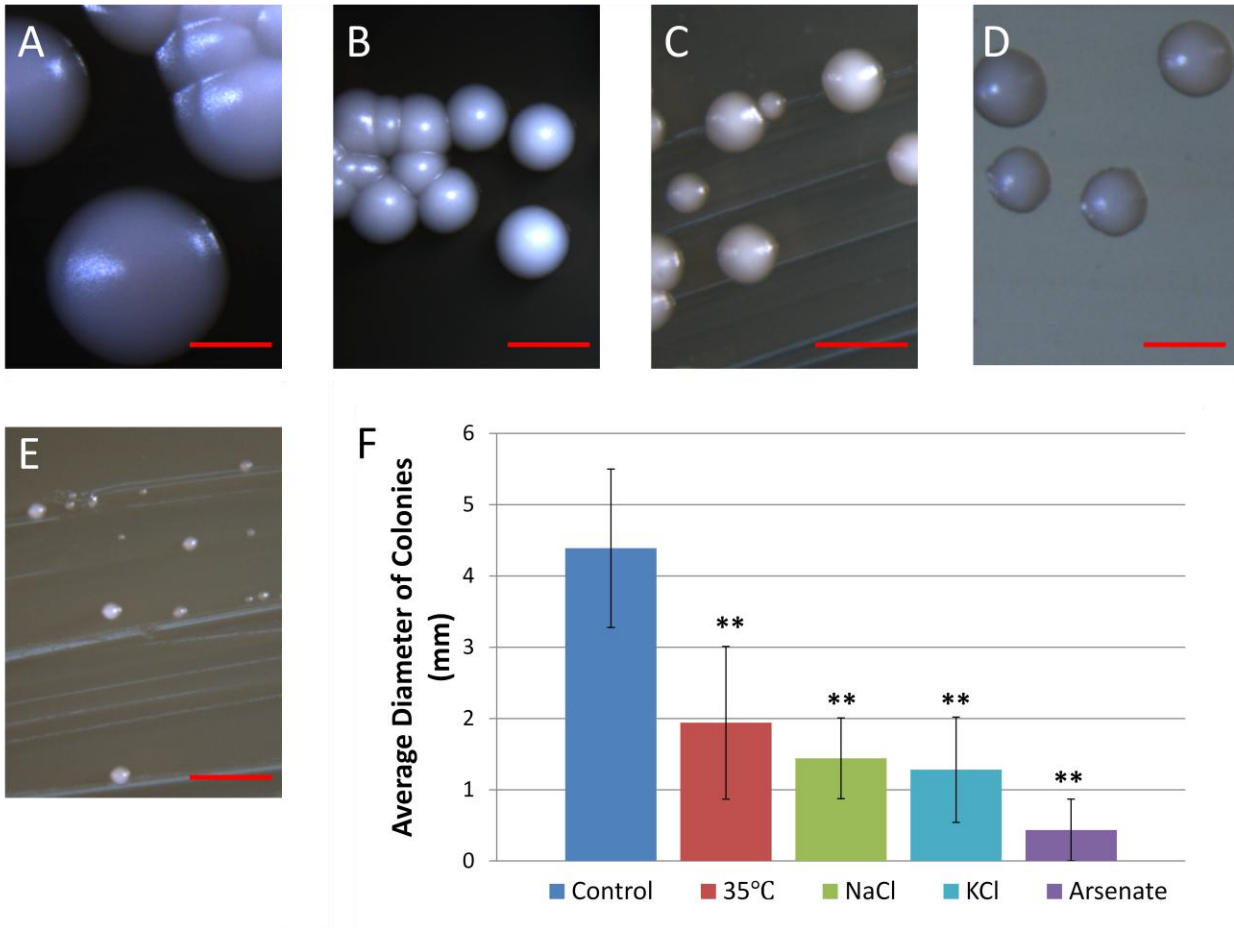 A
B
C
D
E
F
Average Diameter of Colonies
(mm)
6
5
4
3
2
1
0
**
**
**
**
Control 35°C NaCl KCl Arsenate